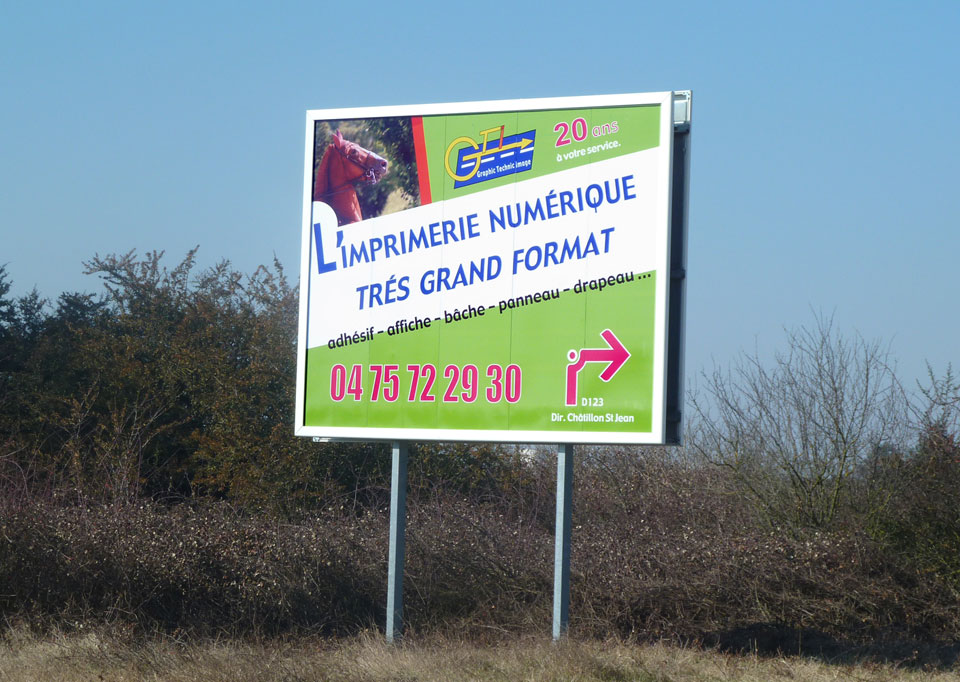 GTI
Graphic Technic image
20 ans
à votre service.
L'IMPRIMERIE NUMÉRIQUE
TRÉS GRAND FORMAT
adhésif - affiche - bâche - panneau - drapeau ...
04 75 72 29 30
D123
Dir. Châtillon St Jean